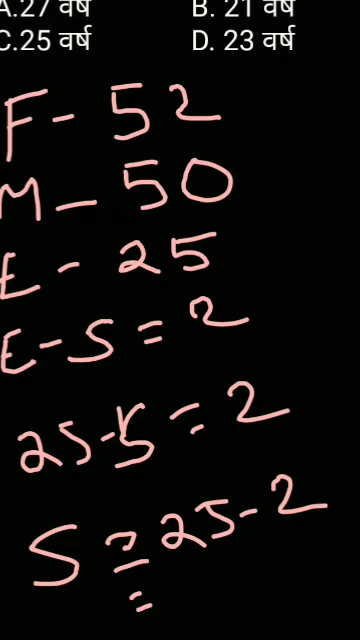 A.27 वर्ष B. 21 वर्ष
C.25 वर्ष D. 23 वर्ष
F- 52
M - 50
E - 25
E-S = 2
25-S = 2
S = 25-2
=